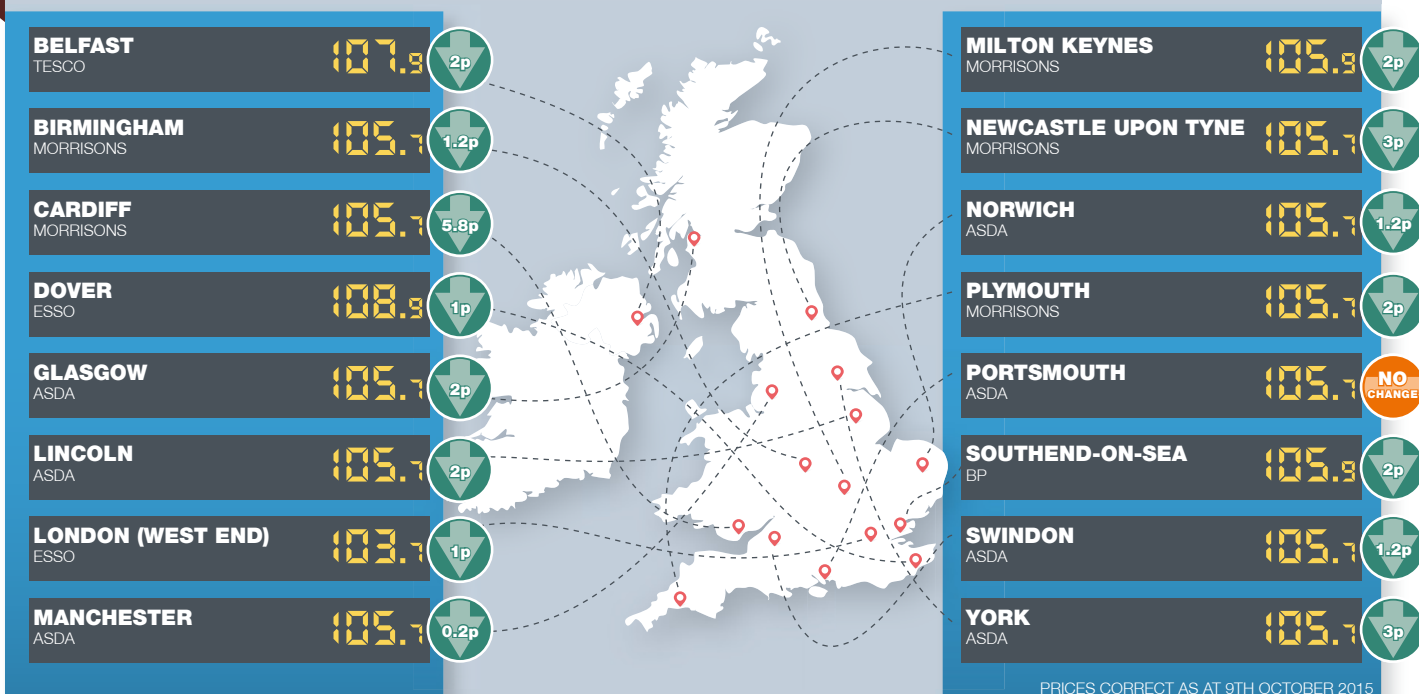 BELFAST
TESCO
107.9
2p
BIRMINGHAM
MORRISONS
105.7
1.2p
CARDIFF
MORRISONS
105.7
5.8p
DOVER
ESSO
108.9
1p
GLASGOW
ASDA
105.7
2p
LINCOLN
ASDA
105.7
2p
LONDON (WEST END)
ESSO
103.7
1p
MANCHESTER
ASDA
105.7
0.2p
MILTON KEYNES
MORRISONS
105.9
2p
NEWCASTLE UPON TYNE
MORRISONS
105.7
3p
NORWICH
ASDA
105.7
1.2p
PLYMOUTH
MORRISONS
105.7
2p
PORTSMOUTH
ASDA
105.7
NO
CHANGE
SOUTHEND-ON-SEA
BP
105.9
2p
SWINDON
ASDA
105.7
1.2p
YORK
ASDA
105.7
3p
PRICES CORRECT AS AT 9TH OCTOBER 2015